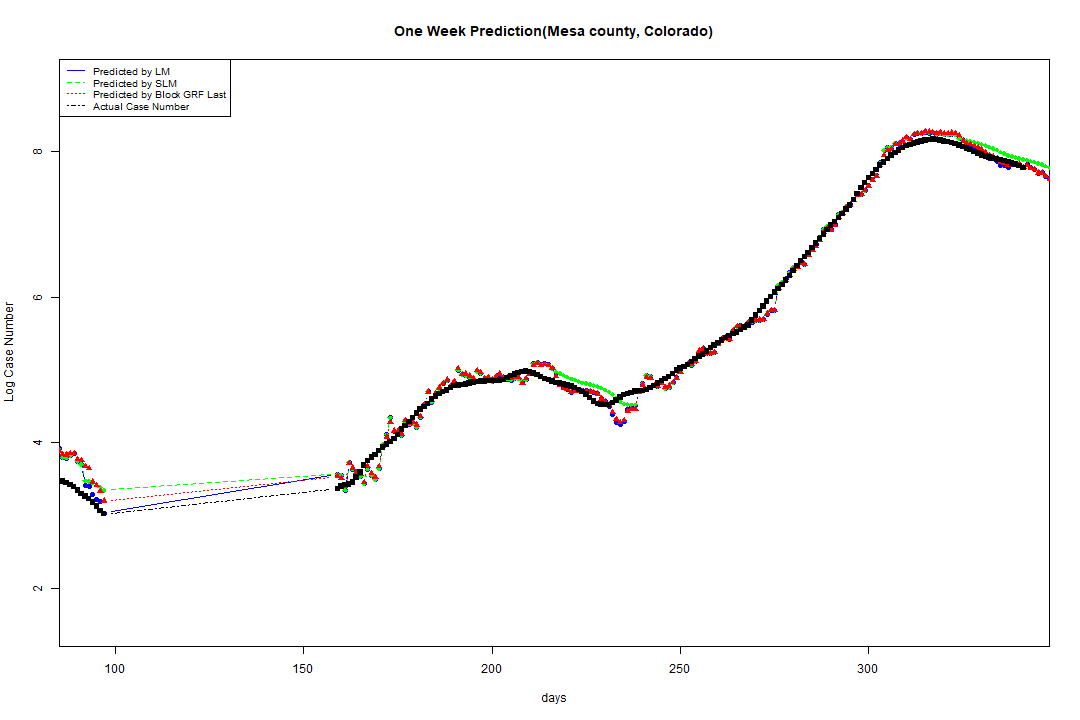 One Week Prediction(Mesa county, Colorado)
Predicted by LM
Predicted by SLM
Predicted by Block GRF Last
Actual Case Number
8
6
4
2
Log Case Number
100 150 200 250 300
days